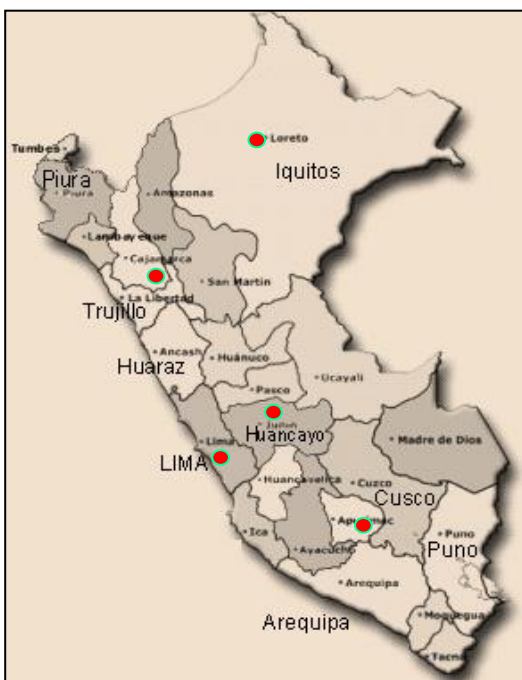 Loreto
Tumbes
Iquitos
Piura
Piura
Amazonas
Lambayeque
Cajamarca
San Martin
La Libertad
Trujillo
Ancash
Huánuco
Huaraz
Ucayali
Pasco
Junín
Huancayo
Lima
Madre de Dios
LIMA
Huancavelica
Cuzco
Cusco
Apurimac
Ica
Puno
Ayacucho
Puno
Arequipa
Moquegua
Arequipa
Tacna